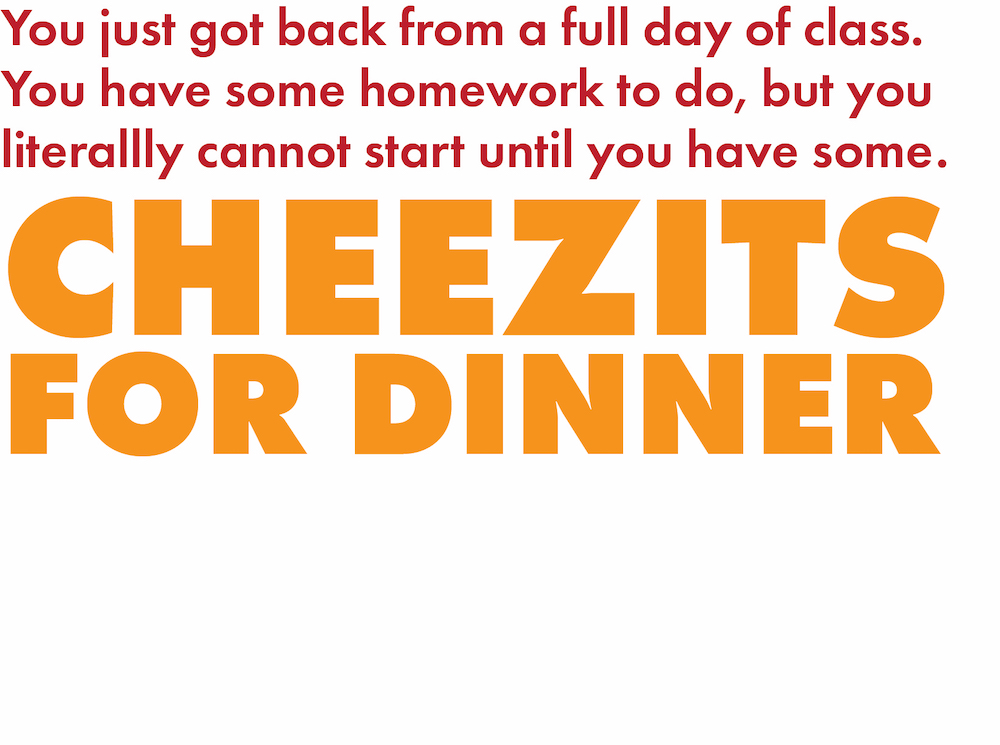 You just got back from a full day of class.
You have some homework to do, but you
literallly cannot start until you have some.
CHEEZITS
FOR DINNER